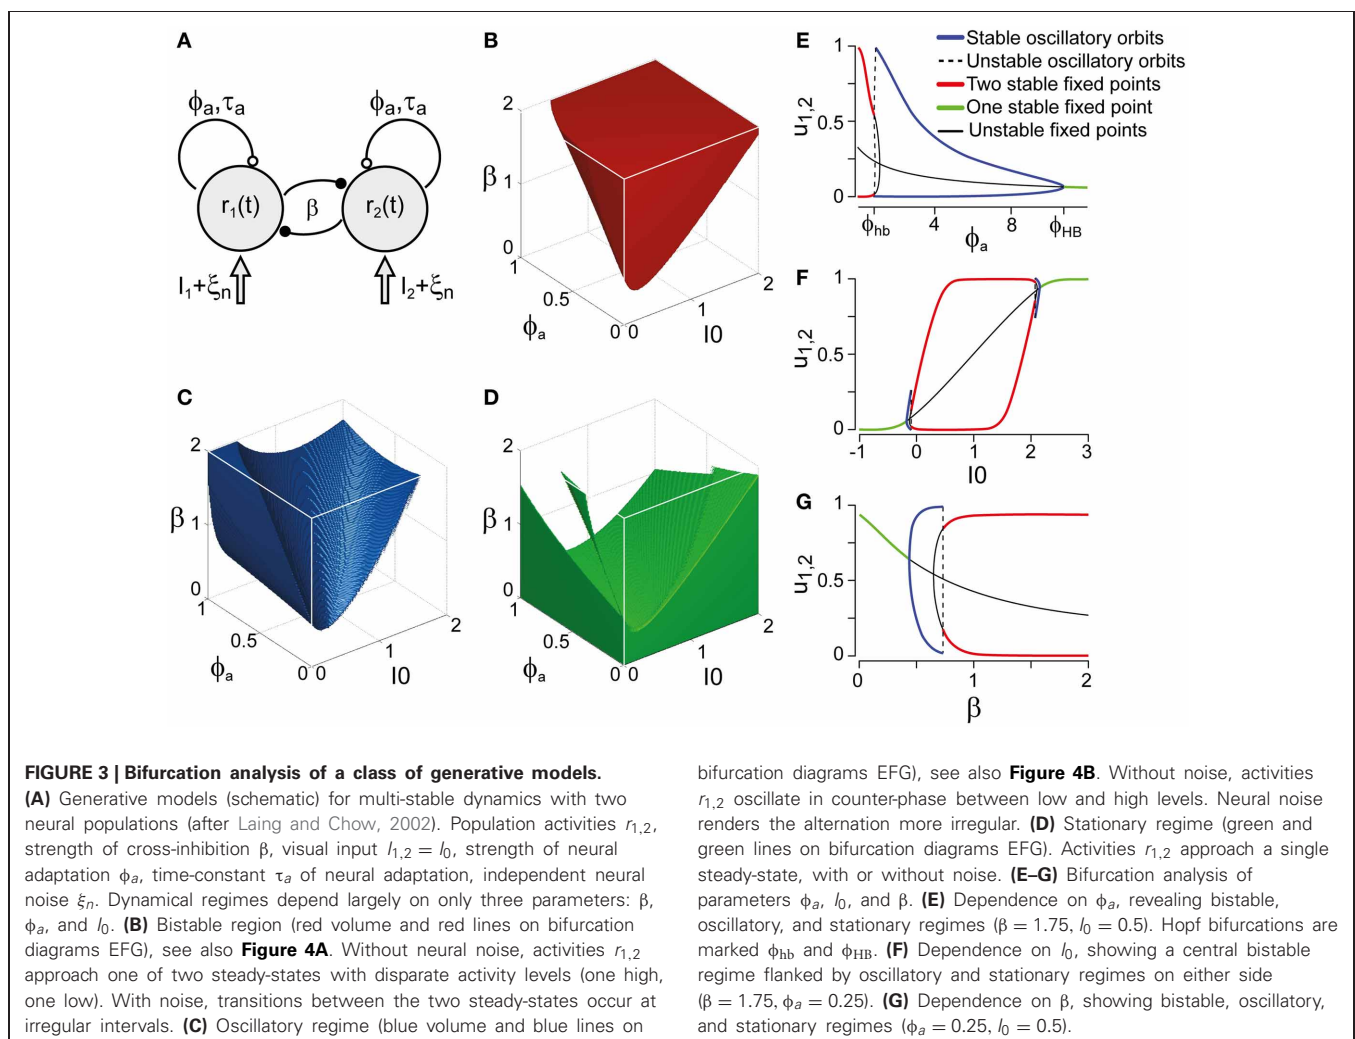 A
ϕa, τa
ϕa, τa
r1(t)
β
r2(t)
I1+ξn
I2+ξn
B
2
β
1
0
1
0.5
ϕa
0
0
1
I0
2
C
2
β
1
0
1
0.5
ϕa
0
0
1
I0
2
D
2
β
1
0
1
0.5
ϕa
0
0
1
I0
2
E
Stable oscillatory orbits
Unstable oscillatory orbits
Two stable fixed points
One stable fixed point
Unstable fixed points
1
u1,2
0.5
0
ϕhb
4
ϕa
8
ϕHB
F
1
u1,2
0.5
0
-1
0
1
2
3
I0
G
1
u1,2
0.5
0
0
1
2
β
FIGURE 3 | Bifurcation analysis of a class of generative models.
(A) Generative models (schematic) for multi-stable dynamics with two
neural populations (after Laing and Chow, 2002). Population activities r1,2,
strength of cross-inhibition β, visual input I1,2 = I0, strength of neural
adaptation ϕa, time-constant τa of neural adaptation, independent neural
noise ξn. Dynamical regimes depend largely on only three parameters: β,
ϕa, and I0. (B) Bistable region (red volume and red lines on bifurcation
diagrams EFG), see also Figure 4A. Without neural noise, activities r1,2
approach one of two steady-states with disparate activity levels (one high,
one low). With noise, transitions between the two steady-states occur at
irregular intervals. (C) Oscillatory regime (blue volume and blue lines on
bifurcation diagrams EFG), see also Figure 4B. Without noise, activities
r1,2 oscillate in counter-phase between low and high levels. Neural noise
renders the alternation more irregular. (D) Stationary regime (green and
green lines on bifurcation diagrams EFG). Activities r1,2 approach a single
steady-state, with or without noise. (E–G) Bifurcation analysis of
parameters ϕa, I0, and β. (E) Dependence on ϕa, revealing bistable,
oscillatory, and stationary regimes (β = 1.75, I0 = 0.5). Hopf bifurcations are
marked ϕhb and ϕHB. (F) Dependence on I0, showing a central bistable
regime flanked by oscillatory and stationary regimes on either side
(β = 1.75, ϕa = 0.25). (G) Dependence on β, showing bistable, oscillatory,
and stationary regimes (ϕa = 0.25, I0 = 0.5).